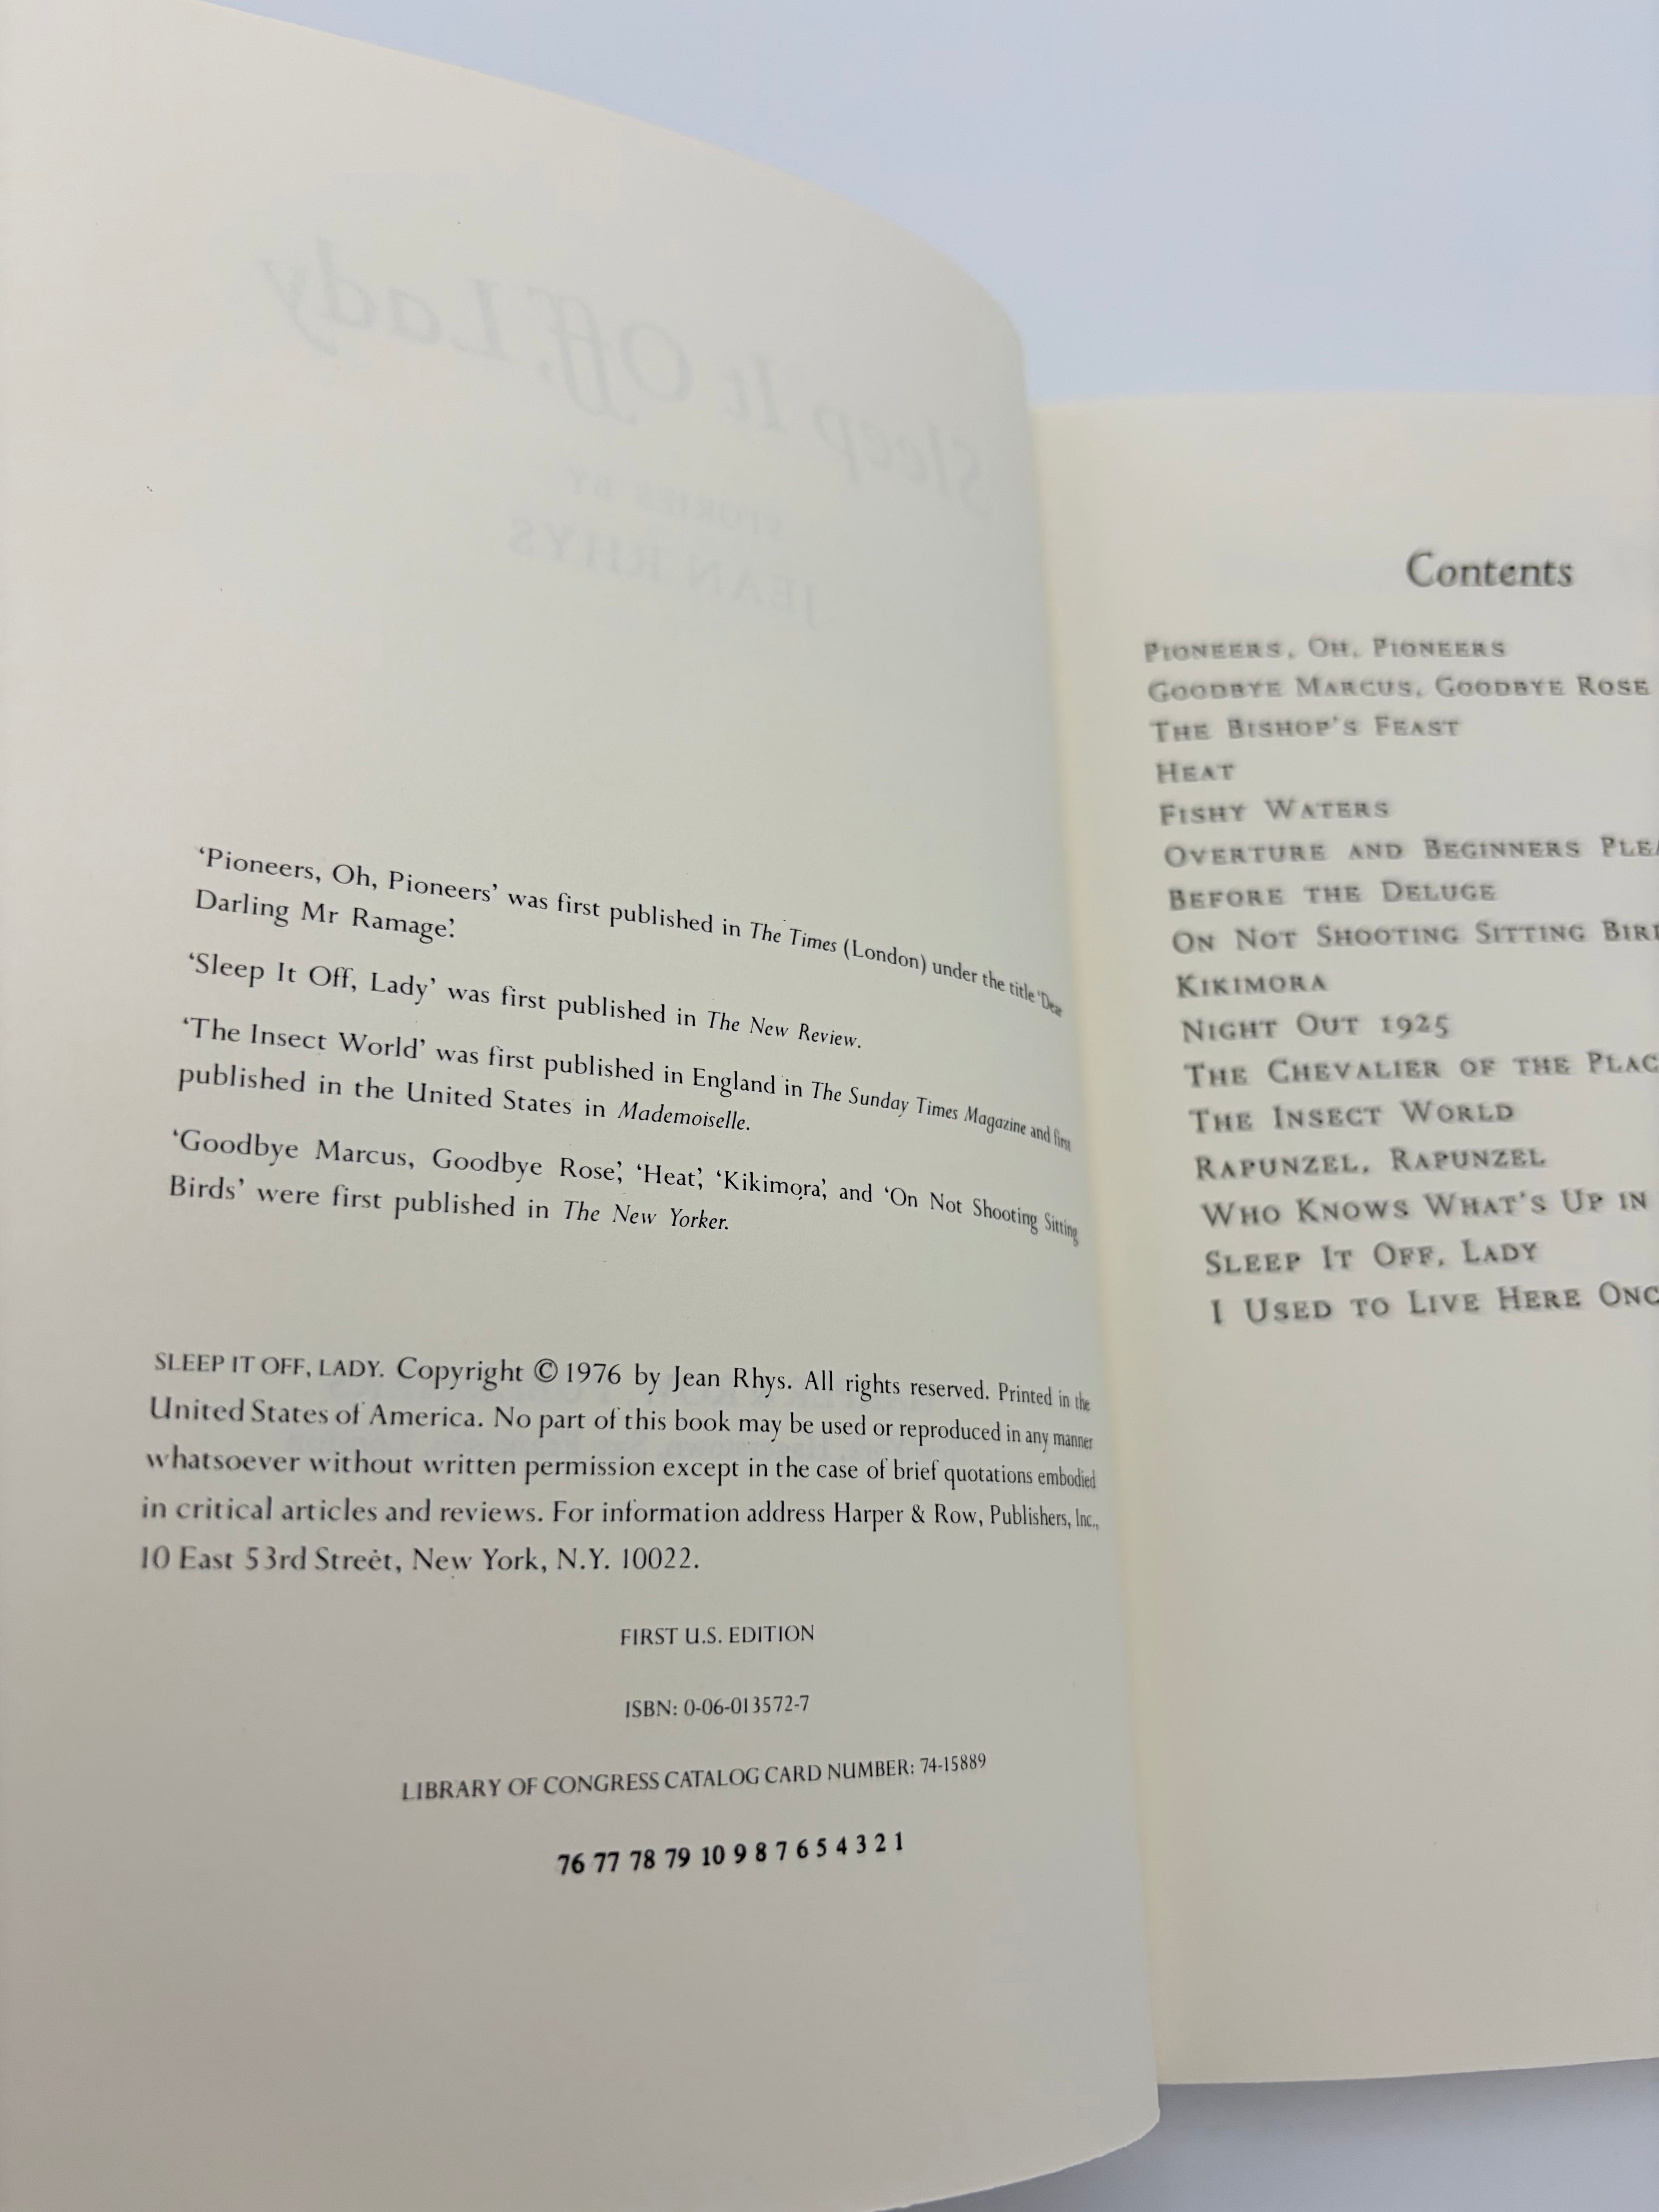 Sleep It Off, Lady
STORIES BY
JEAN RHYS
‘Pioneers, Oh, Pioneers’ was first published in The Times (London) under the title ‘Dear
Darling Mr Ramage’.
‘Sleep It Off, Lady’ was first published in The New Review.
‘The Insect World’ was first published in England in The Sunday Times Magazine and first
published in the United States in Mademoiselle.
‘Goodbye Marcus, Goodbye Rose’, ‘Heat’, ‘Kikimora’, and ‘On Not Shooting Sitting
Birds’ were first published in The New Yorker.
SLEEP IT OFF, LADY. Copyright © 1976 by Jean Rhys. All rights reserved. Printed in the
United States of America. No part of this book may be used or reproduced in any manner
whatsoever without written permission except in the case of brief quotations embodied
in critical articles and reviews. For information address Harper & Row, Publishers, Inc.,
10 East 53rd Street, New York, N.Y. 10022.
FIRST U.S. EDITION
ISBN: 0-06-013572-7
LIBRARY OF CONGRESS CATALOG CARD NUMBER: 74-15889
76 77 78 79 10 9 8 7 6 5 4 3 2 1
Contents
PIONEERS, OH, PIONEERS
GOODBYE MARCUS, GOODBYE ROSE
THE BISHOP'S FEAST
HEAT
FISHY WATERS
OVERTURE AND BEGINNERS
BEFORE THE DELUGE
ON NOT SHOOTING SITTING
KIKIMORA
NIGHT OUT 1925
THE CHEVALIER OF THE
THE INSECT WORLD
RAPUNZEL, RAPUNZEL
WHO KNOWS WHAT'S UP IN
SLEEP IT OFF, LADY
I USED TO LIVE HERE